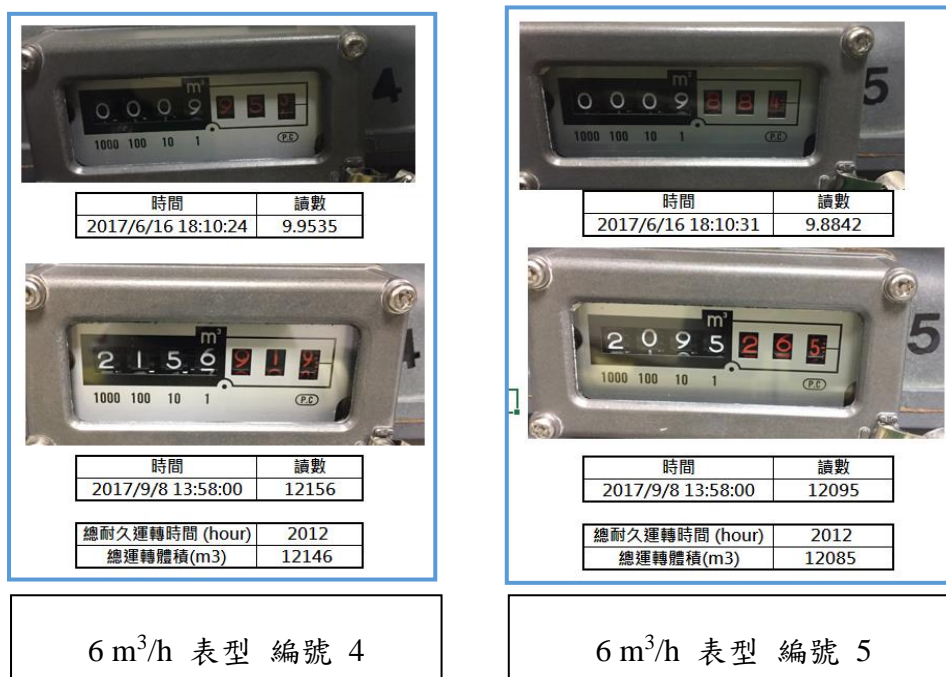 m³
0009 95
1000 100 10 1
P.C
4
時間 讀數
2017/6/16 18:10:24 9.9535
m³
2156 919
1000 100 10 1
P.C
4
時間 讀數
2017/9/8 13:58:00 12156
總耐久運轉時間 (hour) 2012
總運轉體積(m3) 12146
6 m³/h 表型 編號 4
m³
0009 884
1000 100 10 1
P.C
5
時間 讀數
2017/6/16 18:10:31 9.8842
m³
2095 265
1000 100 10 1
P.C
5
時間 讀數
2017/9/8 13:58:00 12095
總耐久運轉時間 (hour) 2012
總運轉體積(m3) 12085
6 m³/h 表型 編號 5